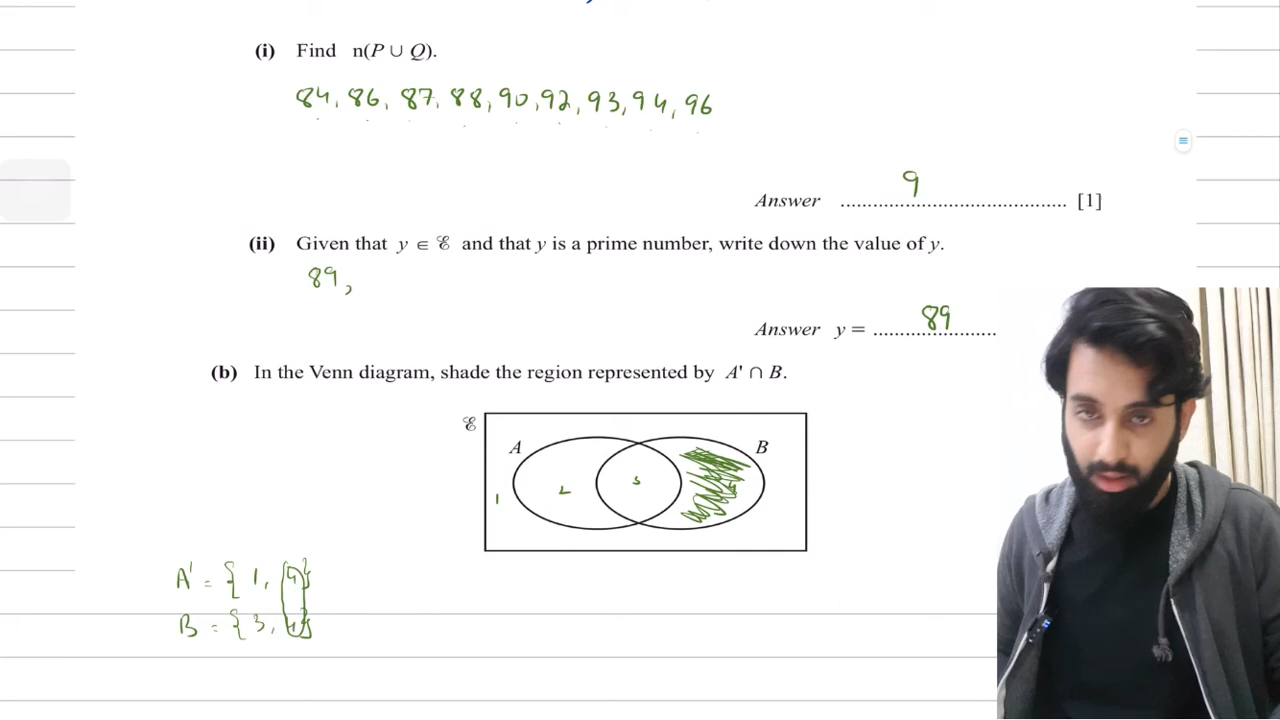 (i) Find n(P ∪ Q).
84, 86, 87, 88, 90, 92, 93, 94, 96
9
Answer ........................................ [1]
(ii) Given that y ∈ ℰ and that y is a prime number, write down the value of y.
89,
89
Answer y = ......................
(b) In the Venn diagram, shade the region represented by A' ∩ B.
ℰ
A B
1 2 3
A' = { 1, 4}
B = { 3, 4}